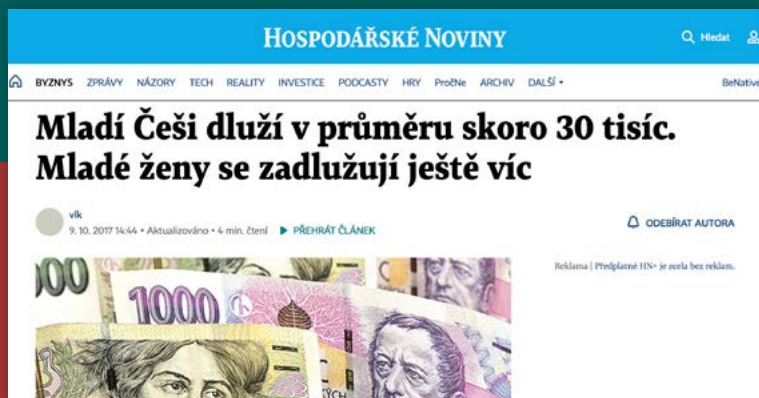 HOSPODÁŘSKÉ NOVINY
Hledat
BYZNYS ZPRÁVY NÁZORY TECH REALITY INVESTICE PODCASTY HRY PročNe ARCHIV DALŠÍ BeNative
Mladí Češi dluží v průměru skoro 30 tisíc.
Mladé ženy se zadlužují ještě víc
vlk
9. 10. 2017 14:44 • Aktualizováno • 4 min. čtení ▶ PŘEHRÁT ČLÁNEK
ODEBÍRAT AUTORA
Reklama | Předplatné HN+ je zcela bez reklam.
1000